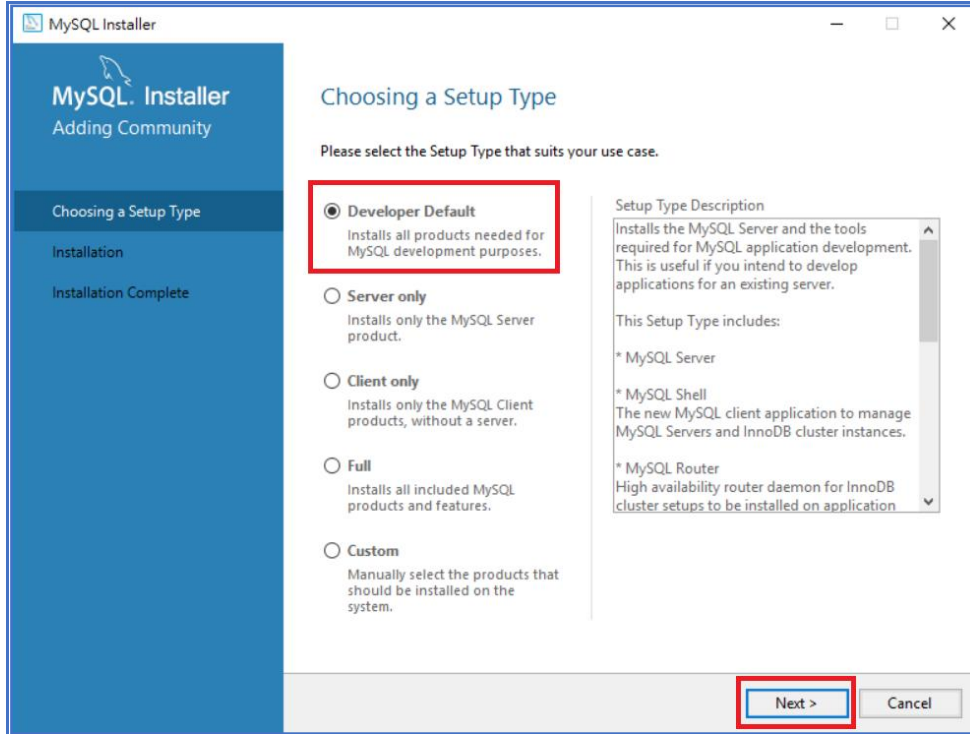 MySQL Installer
MySQL. Installer
Adding Community
Choosing a Setup Type
Installation
Installation Complete
Choosing a Setup Type
Please select the Setup Type that suits your use case.
Developer Default
Installs all products needed for
MySQL development purposes.
Server only
Installs only the MySQL Server
product.
Client only
Installs only the MySQL Client
products, without a server.
Full
Installs all included MySQL
products and features.
Custom
Manually select the products that
should be installed on the
system.
Setup Type Description
Installs the MySQL Server and the tools
required for MySQL application development.
This is useful if you intend to develop
applications for an existing server.
This Setup Type includes:
* MySQL Server
* MySQL Shell
The new MySQL client application to manage
MySQL Servers and InnoDB cluster instances.
* MySQL Router
High availability router daemon for InnoDB
cluster setups to be installed on application
Next >
Cancel